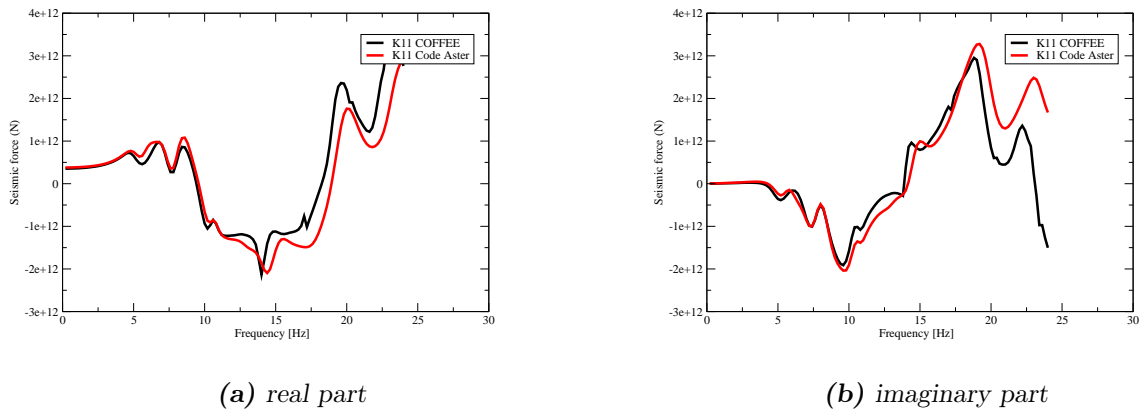 4e+12
3e+12
2e+12
1e+12
0
-1e+12
-2e+12
-3e+12
Seismic force (N)
0 5 10 15 20 25 30
Frequency [Hz]
K11 COFFEE
K11 Code Aster
(a) real part
4e+12
3e+12
2e+12
1e+12
0
-1e+12
-2e+12
-3e+12
Seismic force (N)
0 5 10 15 20 25 30
Frequency [Hz]
K11 COFFEE
K11 Code Aster
(b) imaginary part